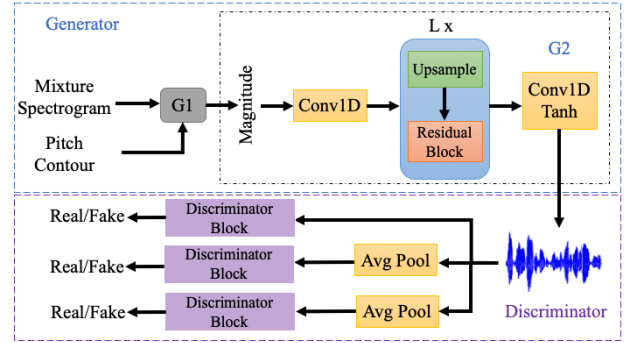 Generator
L x
G2
Mixture
Spectrogram
Pitch
Contour
G1
Magnitude
Conv1D
Upsample
Residual
Block
Conv1D
Tanh
Real/Fake
Discriminator
Block
Real/Fake
Discriminator
Block
Avg Pool
Real/Fake
Discriminator
Block
Avg Pool
Discriminator